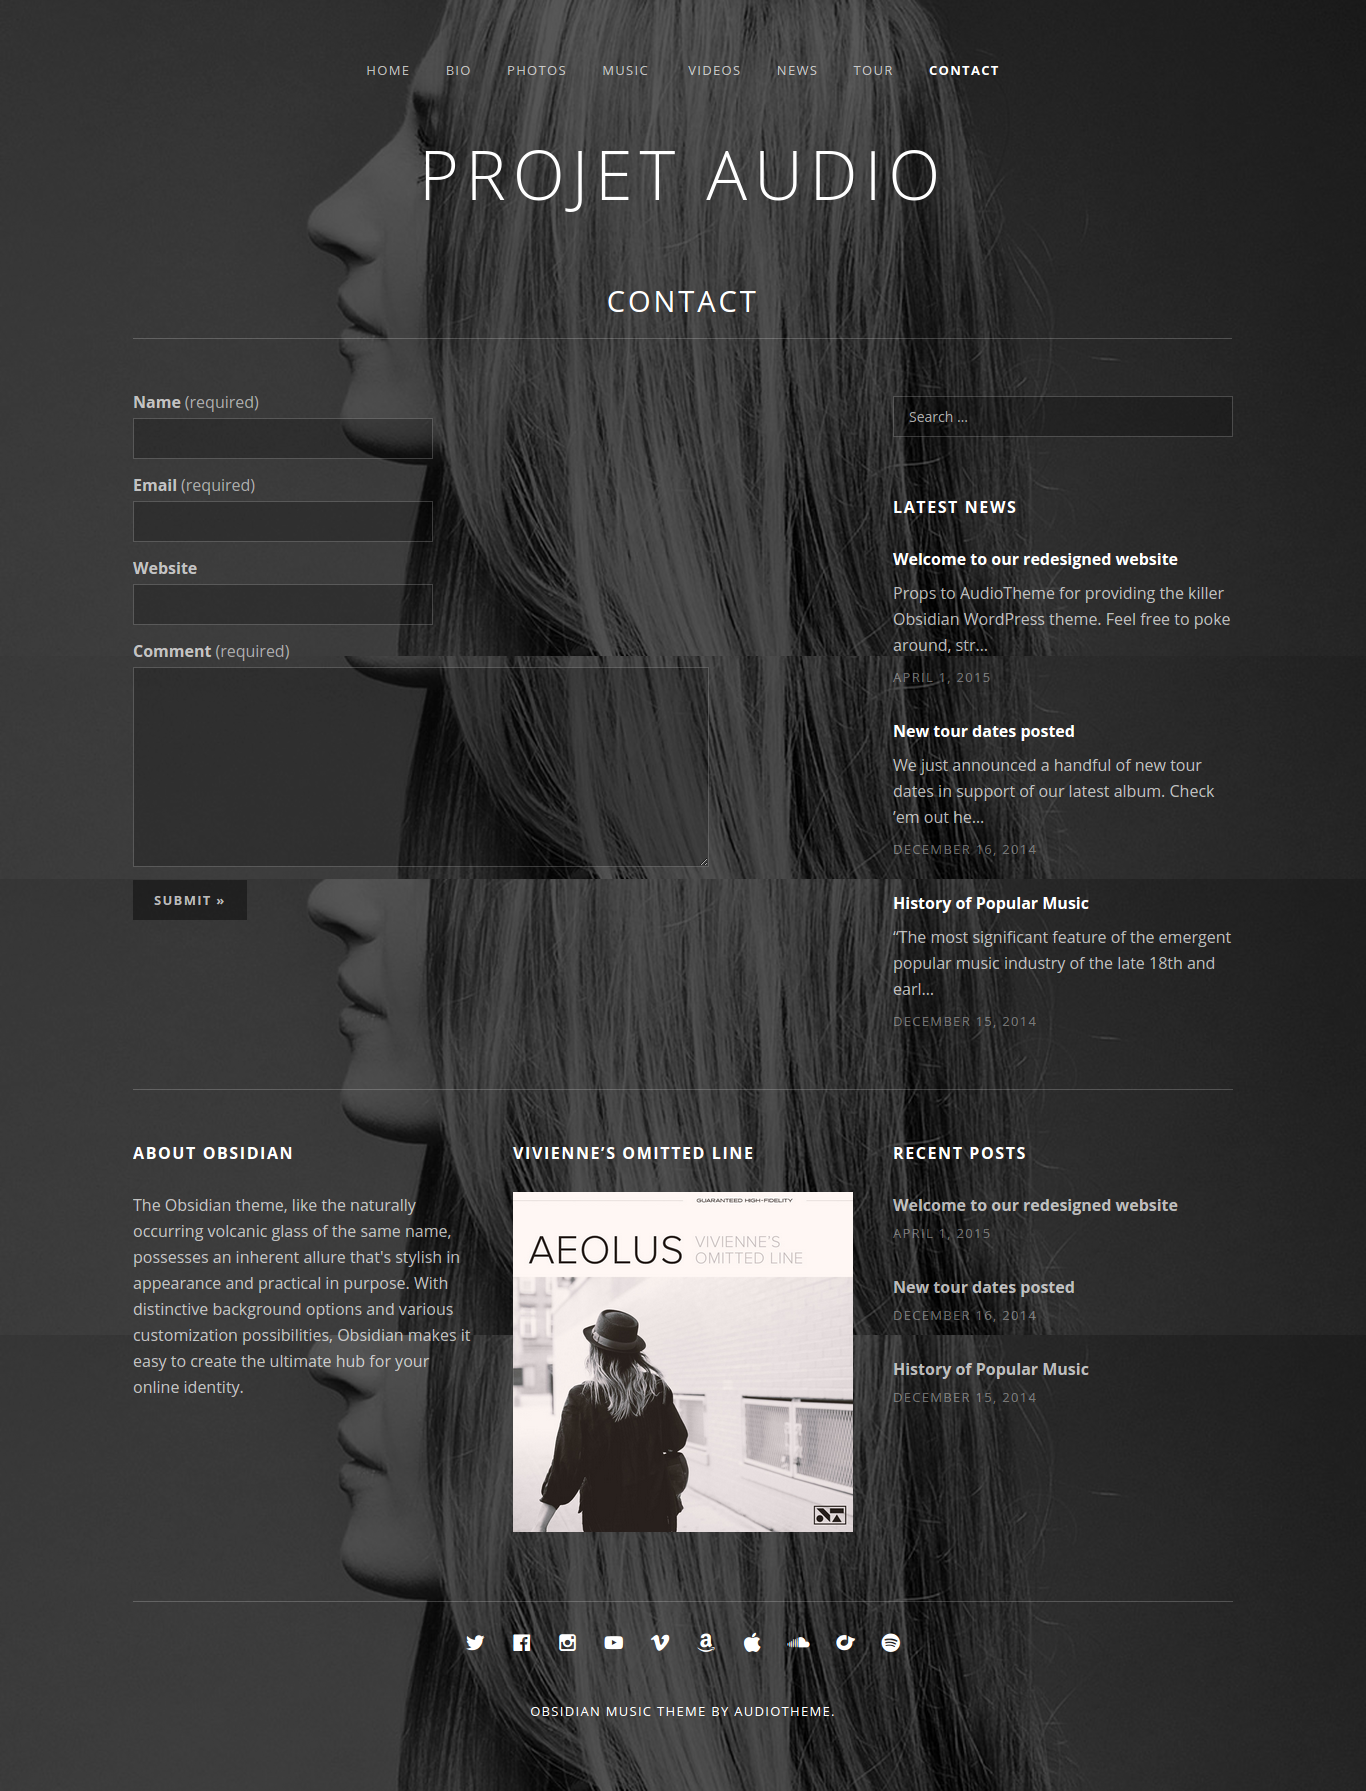 HOME BIO PHOTOS MUSIC VIDEOS NEWS TOUR CONTACT
PROJET AUDIO
CONTACT
Name (required)
Email (required)
Website
Comment (required)
SUBMIT »
Search ...
LATEST NEWS
Welcome to our redesigned website
Props to AudioTheme for providing the killer
Obsidian WordPress theme. Feel free to poke
around, str...
APRIL 1, 2015
New tour dates posted
We just announced a handful of new tour
dates in support of our latest album. Check
’em out he...
DECEMBER 16, 2014
History of Popular Music
“The most significant feature of the emergent
popular music industry of the late 18th and
earl...
DECEMBER 15, 2014
ABOUT OBSIDIAN
The Obsidian theme, like the naturally
occurring volcanic glass of the same name,
possesses an inherent allure that's stylish in
appearance and practical in purpose. With
distinctive background options and various
customization possibilities, Obsidian makes it
easy to create the ultimate hub for your
online identity.
VIVIENNE’S OMITTED LINE
GUARANTEED HIGH-FIDELITY
AEOLUS
VIVIENNE'S
OMITTED LINE
RECENT POSTS
Welcome to our redesigned website
APRIL 1, 2015
New tour dates posted
DECEMBER 16, 2014
History of Popular Music
DECEMBER 15, 2014
OBSIDIAN MUSIC THEME BY AUDIOTHEME.